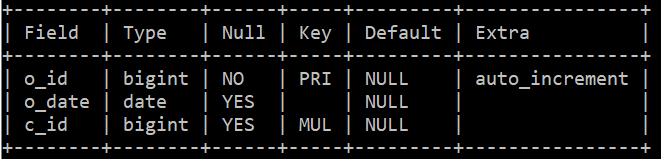 +--------+--------+------+-----+---------+----------------+
| Field  | Type   | Null | Key | Default | Extra          |
+--------+--------+------+-----+---------+----------------+
| o_id   | bigint | NO   | PRI | NULL    | auto_increment |
| o_date | date   | YES  |     | NULL    |                |
| c_id   | bigint | YES  | MUL | NULL    |                |
+--------+--------+------+-----+---------+----------------+